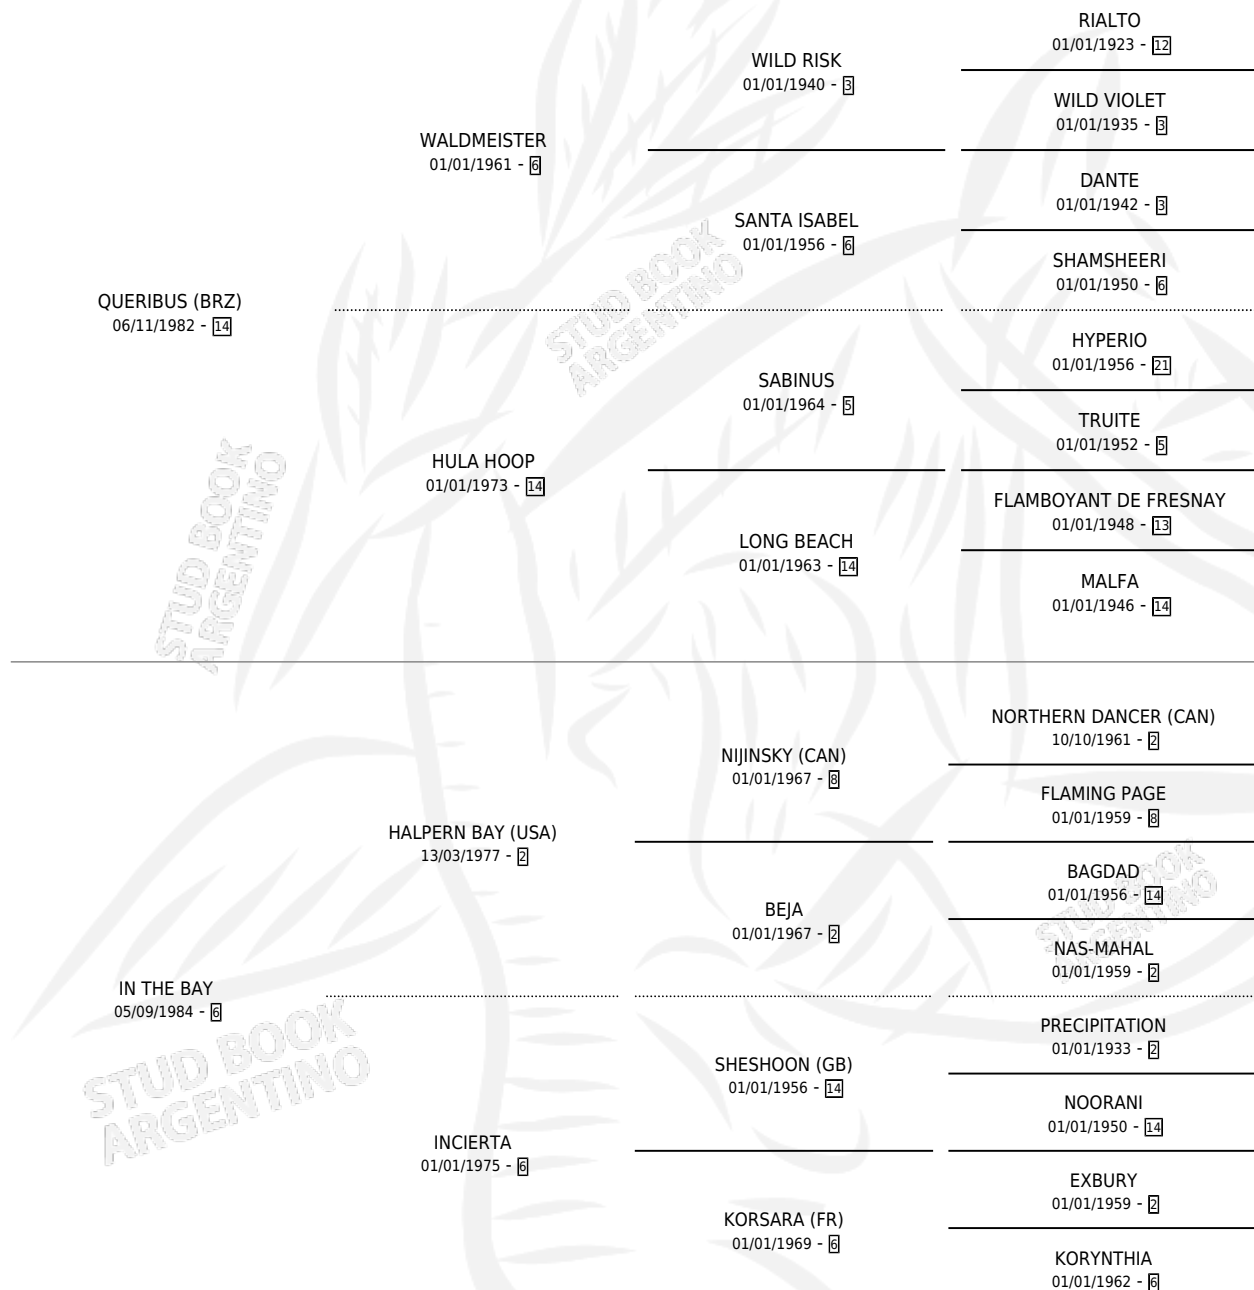 RIALTO
01/01/1923 - 12
WILD RISK
01/01/1940 - 3
WILD VIOLET
01/01/1935 - 3
WALDMEISTER
01/01/1961 - 6
DANTE
01/01/1942 - 3
SANTA ISABEL
01/01/1956 - 6
SHAMSHEERI
01/01/1950 - 6
QUERIBUS (BRZ)
06/11/1982 - 14
HYPERIO
01/01/1956 - 21
SABINUS
01/01/1964 - 5
TRUITE
01/01/1952 - 5
HULA HOOP
01/01/1973 - 14
FLAMBOYANT DE FRESNAY
01/01/1948 - 13
LONG BEACH
01/01/1963 - 14
MALFA
01/01/1946 - 14
STUD BOOK
ARGENTINO
STUD BOOK
ARGENTINO
NORTHERN DANCER (CAN)
10/10/1961 - 2
NIJINSKY (CAN)
01/01/1967 - 8
FLAMING PAGE
01/01/1959 - 8
HALPERN BAY (USA)
13/03/1977 - 2
BAGDAD
01/01/1956 - 14
BEJA
01/01/1967 - 2
NAS-MAHAL
01/01/1959 - 2
STUD BOOK
ARGENTINO
IN THE BAY
05/09/1984 - 6
PRECIPITATION
01/01/1933 - 2
SHESHOON (GB)
01/01/1956 - 14
NOORANI
01/01/1950 - 14
INCIERTA
01/01/1975 - 6
EXBURY
01/01/1959 - 2
KORSARA (FR)
01/01/1969 - 6
KORYNTHIA
01/01/1962 - 6
STUD BOOK
ARGENTINO